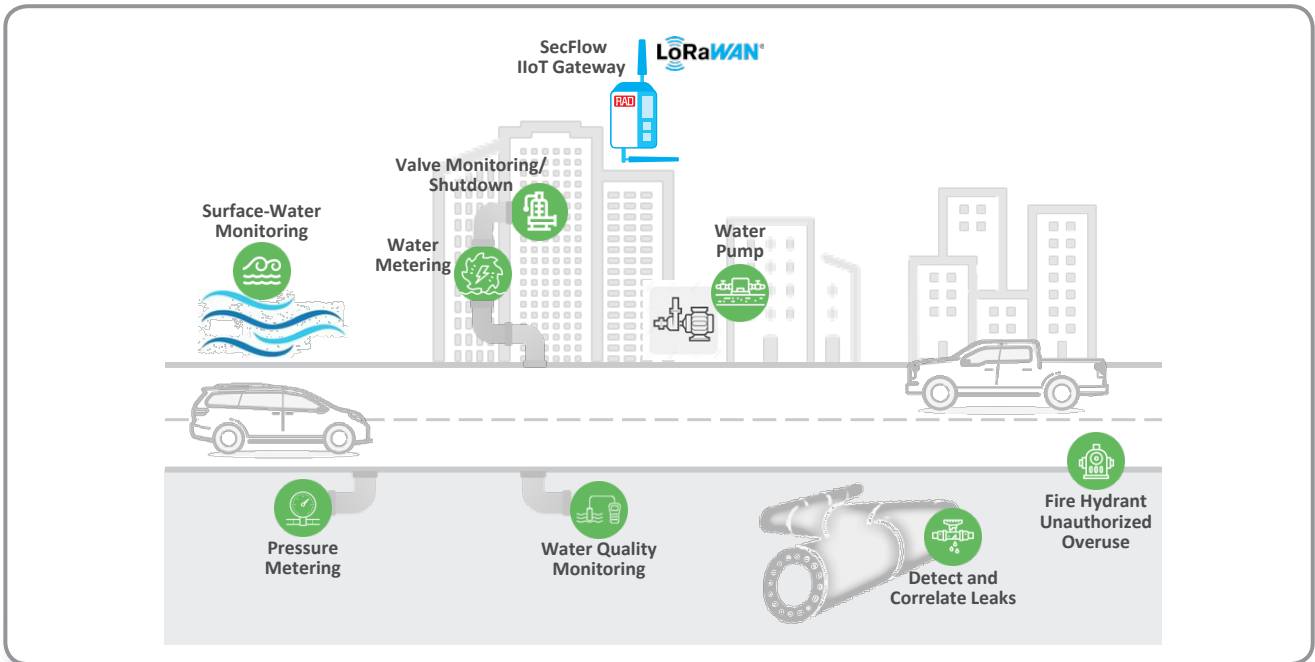 SecFlow
IIoT Gateway
LoRaWAN®
RAD
Valve Monitoring/
Shutdown
Surface-Water
Monitoring
Water
Metering
Water
Pump
Pressure
Metering
Water Quality
Monitoring
Detect and
Correlate Leaks
Fire Hydrant
Unauthorized
Overuse